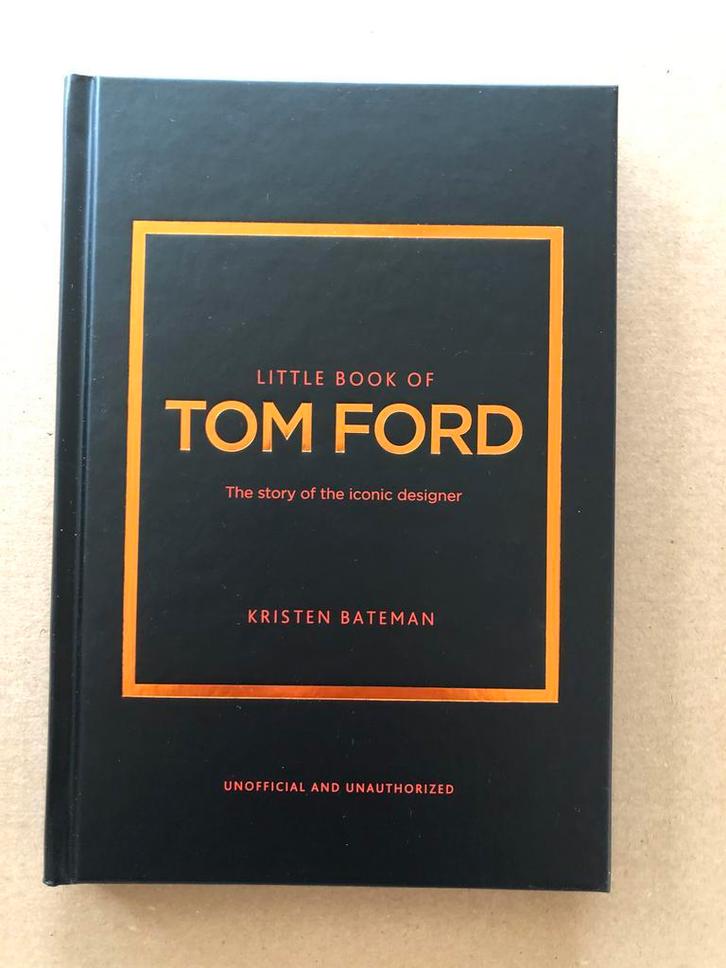 LITTLE BOOK OF
TOM FORD
The story of the iconic designer
KRISTEN BATEMAN
UNOFFICIAL AND UNAUTHORIZED